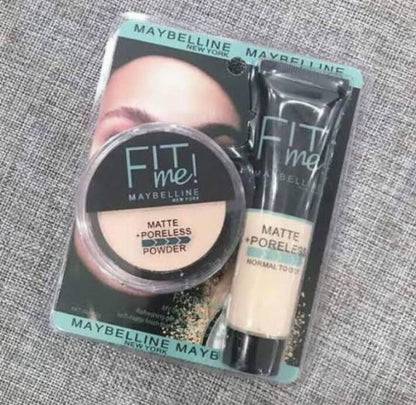 MAYBELLINE
NEW YORK
MAYBELLINE
FIT
me!
MAYBELLINE
NEW YORK
MATTE
+PORELESS
POWDER
FIT
me!
MAYBELL
MATTE
+PORELESS
NORMAL TO
MAYBELLINE
NEW YORK
MAYB